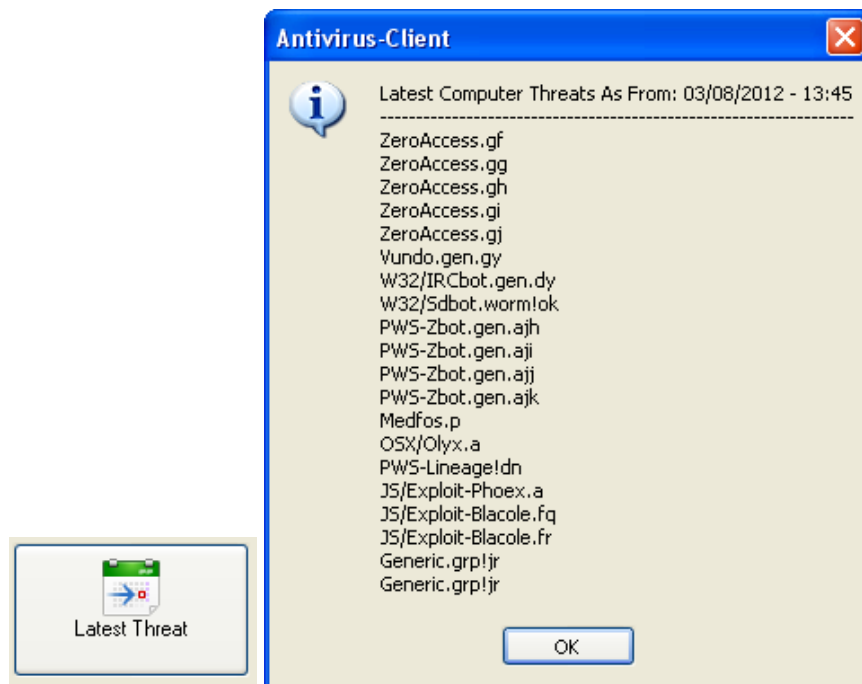 Antivirus-Client
Latest Computer Threats As From: 03/08/2012 - 13:45
--------------------------------------------------------------------
ZeroAccess.gf
ZeroAccess.gg
ZeroAccess.gh
ZeroAccess.gi
ZeroAccess.gj
Vundo.gen.gy
W32/IRCbot.gen.dy
W32/Sdbot.worm!ok
PWS-Zbot.gen.ajh
PWS-Zbot.gen.aji
PWS-Zbot.gen.ajj
PWS-Zbot.gen.ajk
Medfos.p
OSX/Olyx.a
PWS-Lineage!dn
JS/Exploit-Phoex.a
JS/Exploit-Blacole.fq
JS/Exploit-Blacole.fr
Generic.grp!jr
Generic.grp!jr
OK
Latest Threat